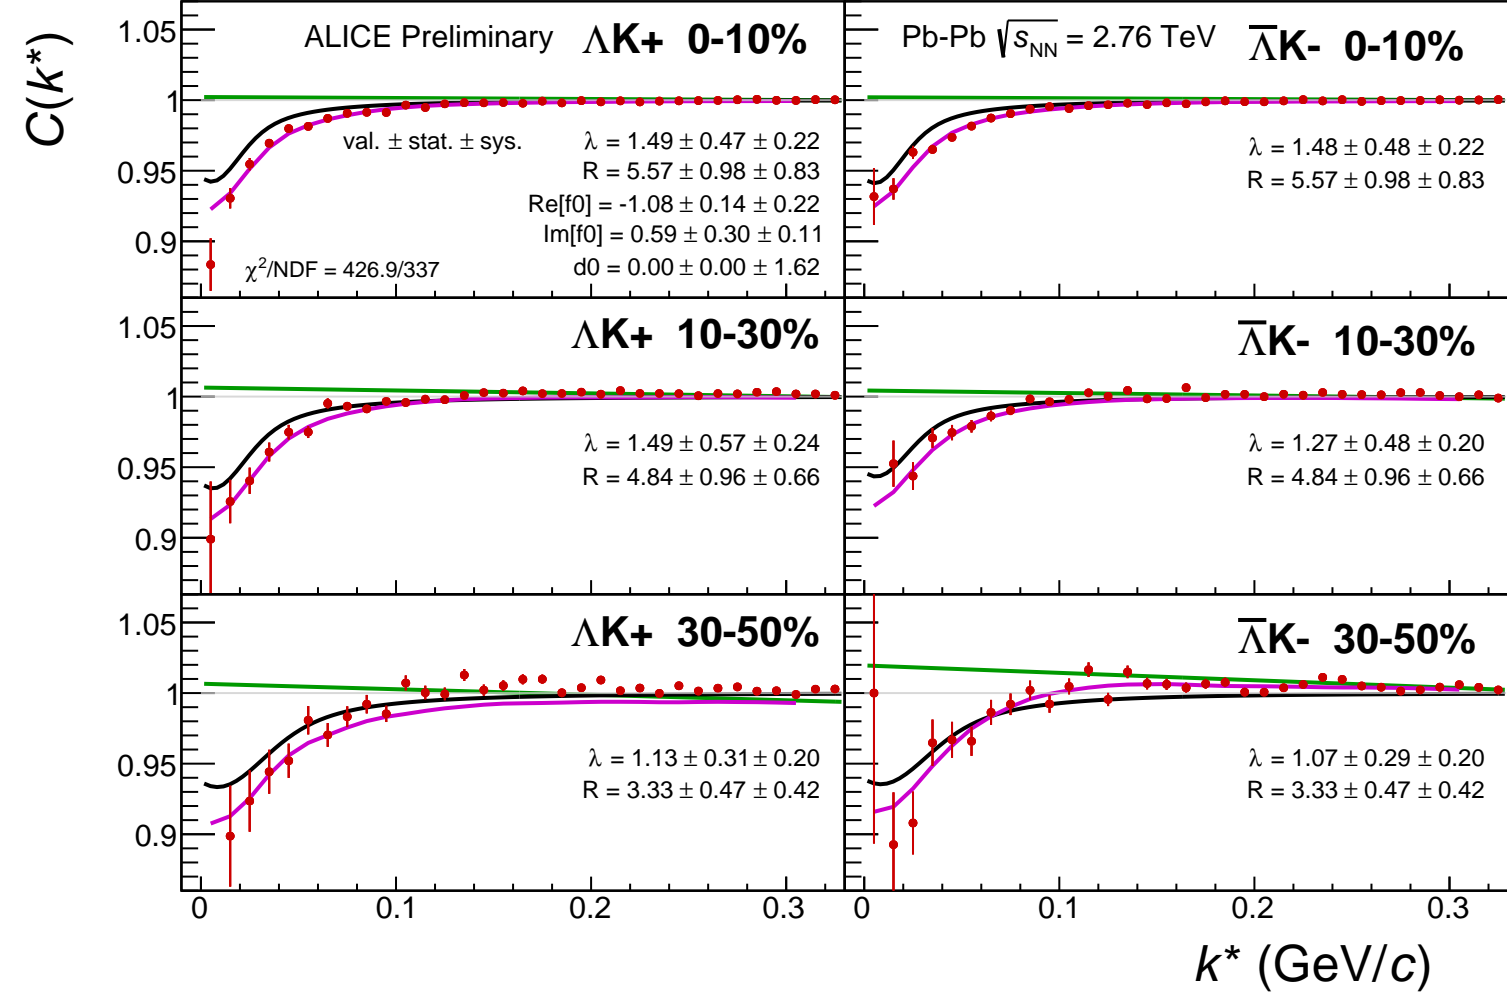 C(k*)
1.05
1
0.95
0.9
ALICE Preliminary ΛK+ 0-10%
val. ± stat. ± sys.
λ = 1.49 ± 0.47 ± 0.22
R = 5.57 ± 0.98 ± 0.83
Re[f0] = -1.08 ± 0.14 ± 0.22
Im[f0] = 0.59 ± 0.30 ± 0.11
d0 = 0.00 ± 0.00 ± 1.62
χ²/NDF = 426.9/337
Pb-Pb √sNN = 2.76 TeV Λ̅K- 0-10%
λ = 1.48 ± 0.48 ± 0.22
R = 5.57 ± 0.98 ± 0.83
1.05
1
0.95
0.9
ΛK+ 10-30%
λ = 1.49 ± 0.57 ± 0.24
R = 4.84 ± 0.96 ± 0.66
Λ̅K- 10-30%
λ = 1.27 ± 0.48 ± 0.20
R = 4.84 ± 0.96 ± 0.66
1.05
1
0.95
0.9
ΛK+ 30-50%
λ = 1.13 ± 0.31 ± 0.20
R = 3.33 ± 0.47 ± 0.42
Λ̅K- 30-50%
λ = 1.07 ± 0.29 ± 0.20
R = 3.33 ± 0.47 ± 0.42
0 0.1 0.2 0.3 0 0.1 0.2 0.3
k* (GeV/c)